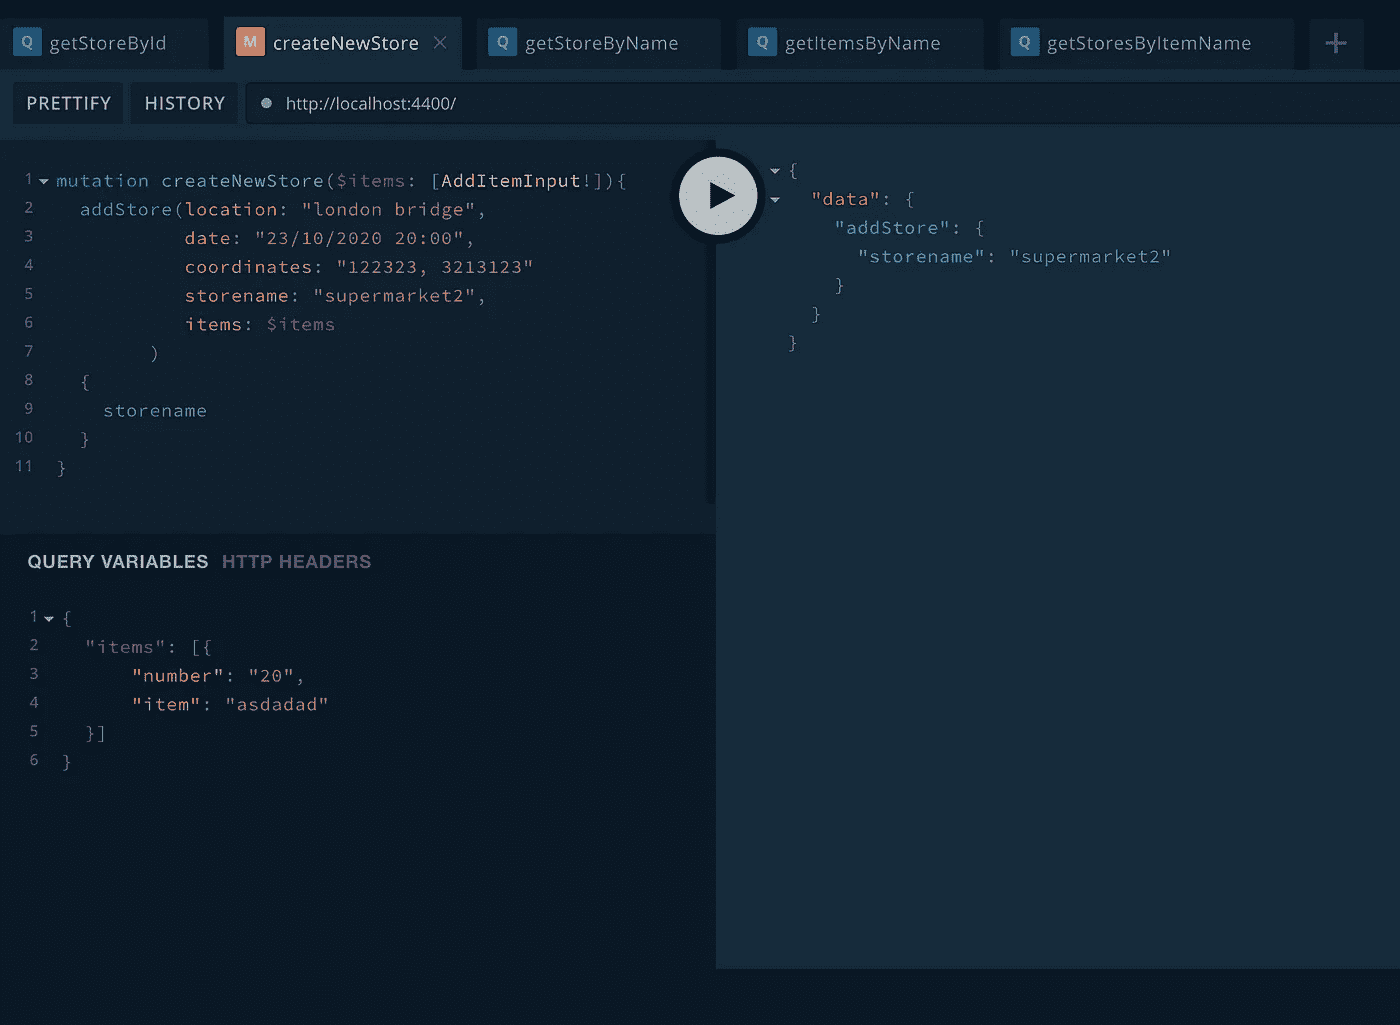 Q getStoreById M createNewStore × Q getStoreByName Q getItemsByName Q getStoresByItemName +
PRETTIFY HISTORY http://localhost:4400/
1 mutation createNewStore($items: [AddItemInput!]){
2 addStore(location: "london bridge",
3 date: "23/10/2020 20:00",
4 coordinates: "122323, 3213123"
5 storename: "supermarket2",
6 items: $items
7 )
8 {
9 storename
10 }
11 }
QUERY VARIABLES HTTP HEADERS
1 {
2 "items": [{
3 "number": "20",
4 "item": "asdadad"
5 }]
6 }
{
"data": {
"addStore": {
"storename": "supermarket2"
}
}
}